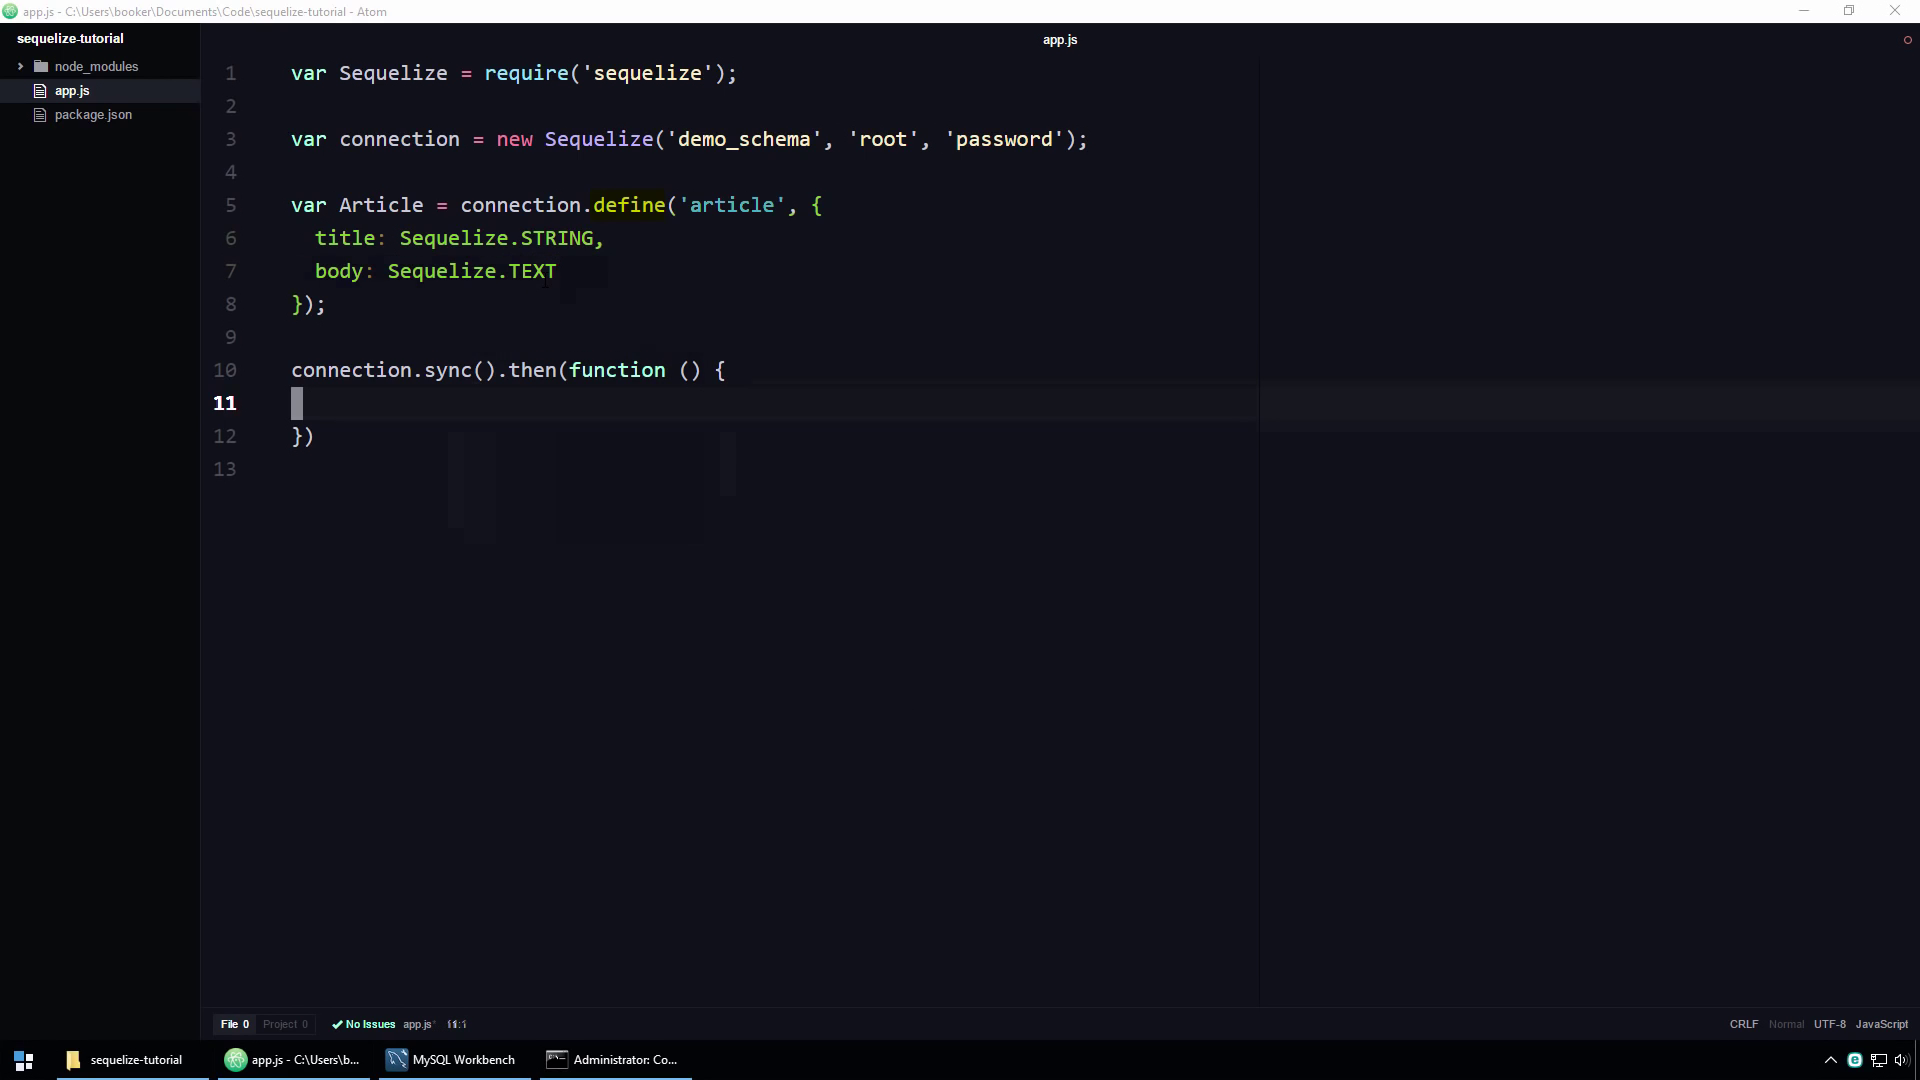 app.js - C:\Users\booker\Documents\Code\sequelize-tutorial - Atom
sequelize-tutorial
node_modules
app.js
package.json
app.js
1 var Sequelize = require('sequelize');
2
3 var connection = new Sequelize('demo_schema', 'root', 'password');
4
5 var Article = connection.define('article', {
6 title: Sequelize.STRING,
7 body: Sequelize.TEXT
8 });
9
10 connection.sync().then(function () {
11
12 })
13
File 0 Project 0 No Issues app.js* 11:1 CRLF Normal UTF-8 JavaScript
sequelize-tutorial app.js - C:\Users\b... MySQL Workbench Administrator: Co...